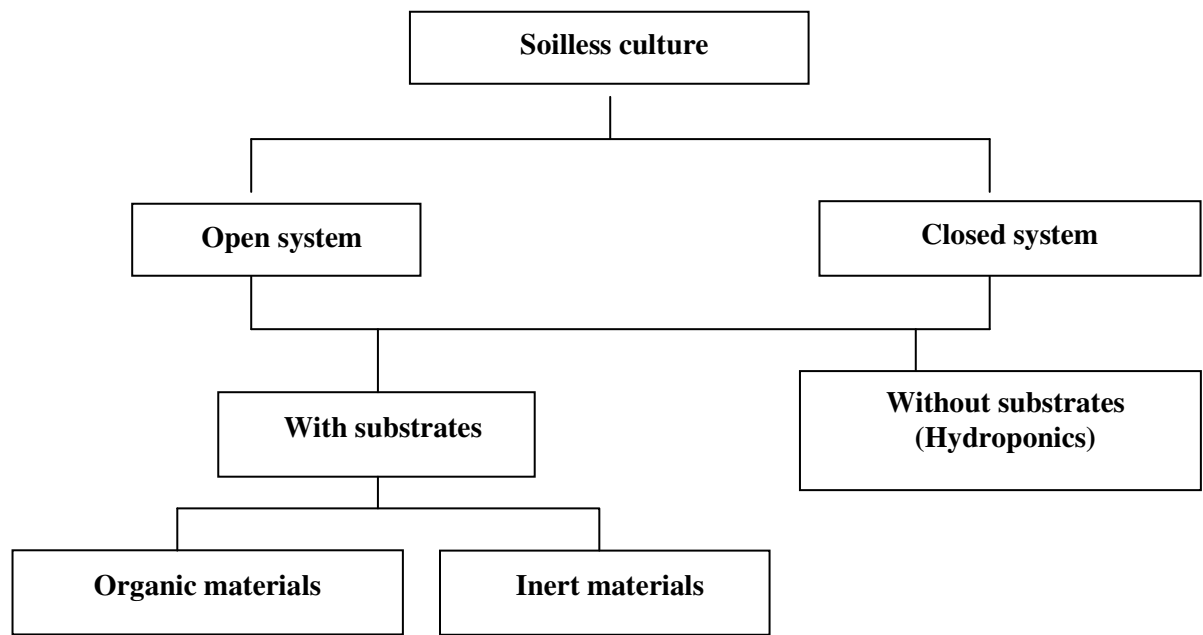 Soilless culture
Open system
Closed system
With substrates
Without substrates
(Hydroponics)
Organic materials
Inert materials